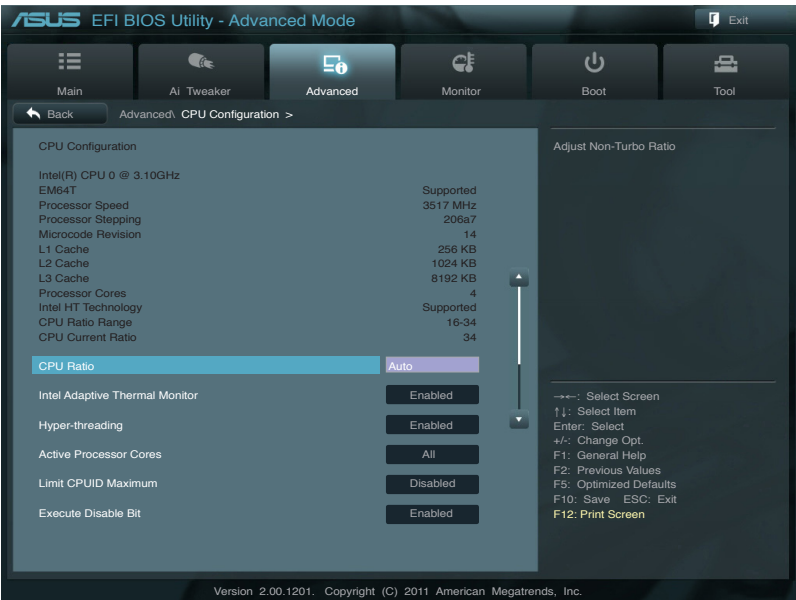 ASUS EFI BIOS Utility - Advanced Mode
Exit
Main
Ai Tweaker
Advanced
Monitor
Boot
Tool
Back
Advanced\ CPU Configuration >
CPU Configuration
Intel(R) CPU 0 @ 3.10GHz
EM64T Supported
Processor Speed 3517 MHz
Processor Stepping 206a7
Microcode Revision 14
L1 Cache 256 KB
L2 Cache 1024 KB
L3 Cache 8192 KB
Processor Cores 4
Intel HT Technology Supported
CPU Ratio Range 16-34
CPU Current Ratio 34
CPU Ratio Auto
Intel Adaptive Thermal Monitor Enabled
Hyper-threading Enabled
Active Processor Cores All
Limit CPUID Maximum Disabled
Execute Disable Bit Enabled
Adjust Non-Turbo Ratio
→←: Select Screen
↑↓: Select Item
Enter: Select
+/-: Change Opt.
F1: General Help
F2: Previous Values
F5: Optimized Defaults
F10: Save ESC: Exit
F12: Print Screen
Version 2.00.1201. Copyright (C) 2011 American Megatrends, Inc.